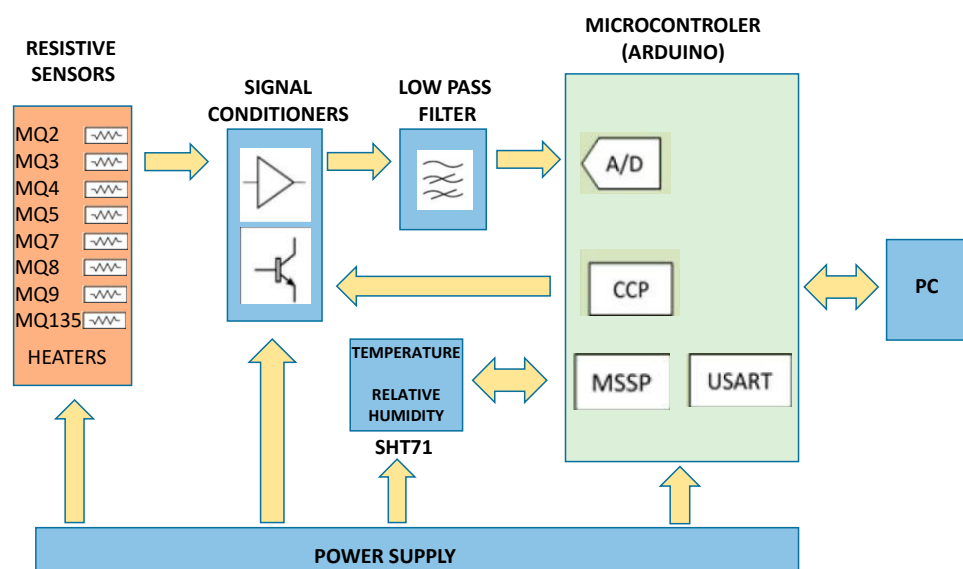 RESISTIVE
SENSORS
MQ2
MQ3
MQ4
MQ5
MQ7
MQ8
MQ9
MQ135
HEATERS
SIGNAL
CONDITIONERS
LOW PASS
FILTER
MICROCONTROLER
(ARDUINO)
A/D
CCP
MSSP
USART
PC
TEMPERATURE
RELATIVE
HUMIDITY
SHT71
POWER SUPPLY